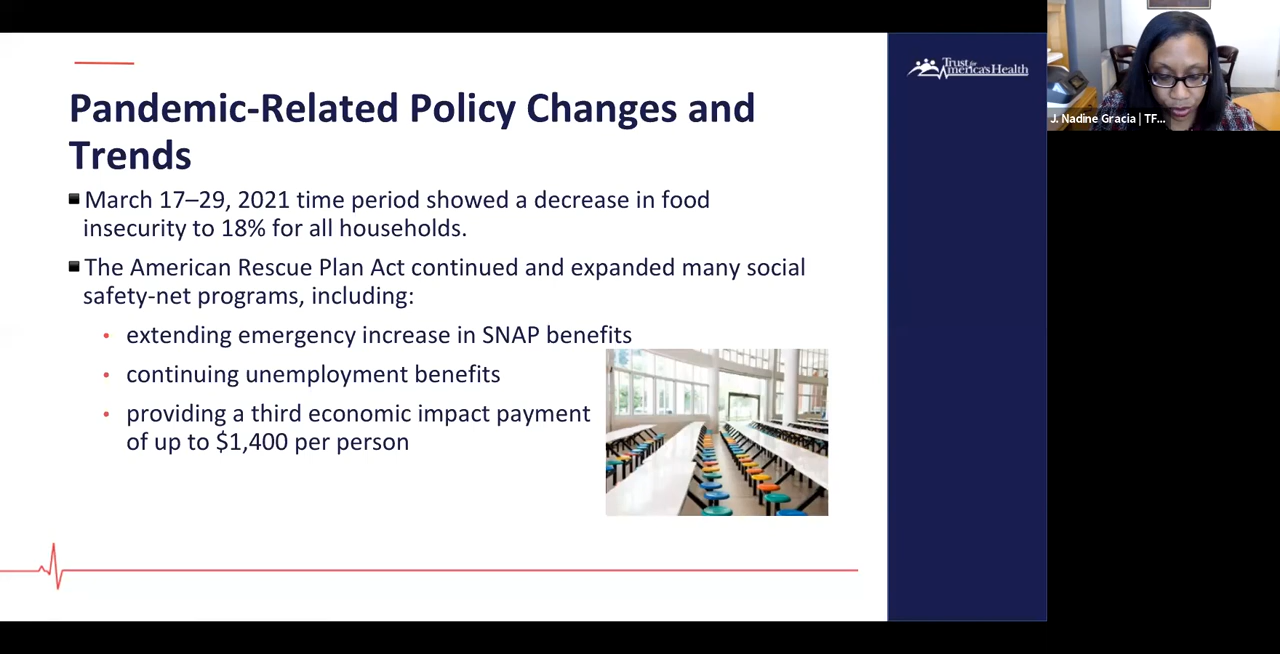 Trust for
America's Health
J. Nadine Gracia | TF...
Pandemic-Related Policy Changes and
Trends
March 17–29, 2021 time period showed a decrease in food
insecurity to 18% for all households.
The American Rescue Plan Act continued and expanded many social
safety-net programs, including:
• extending emergency increase in SNAP benefits
• continuing unemployment benefits
• providing a third economic impact payment
of up to $1,400 per person